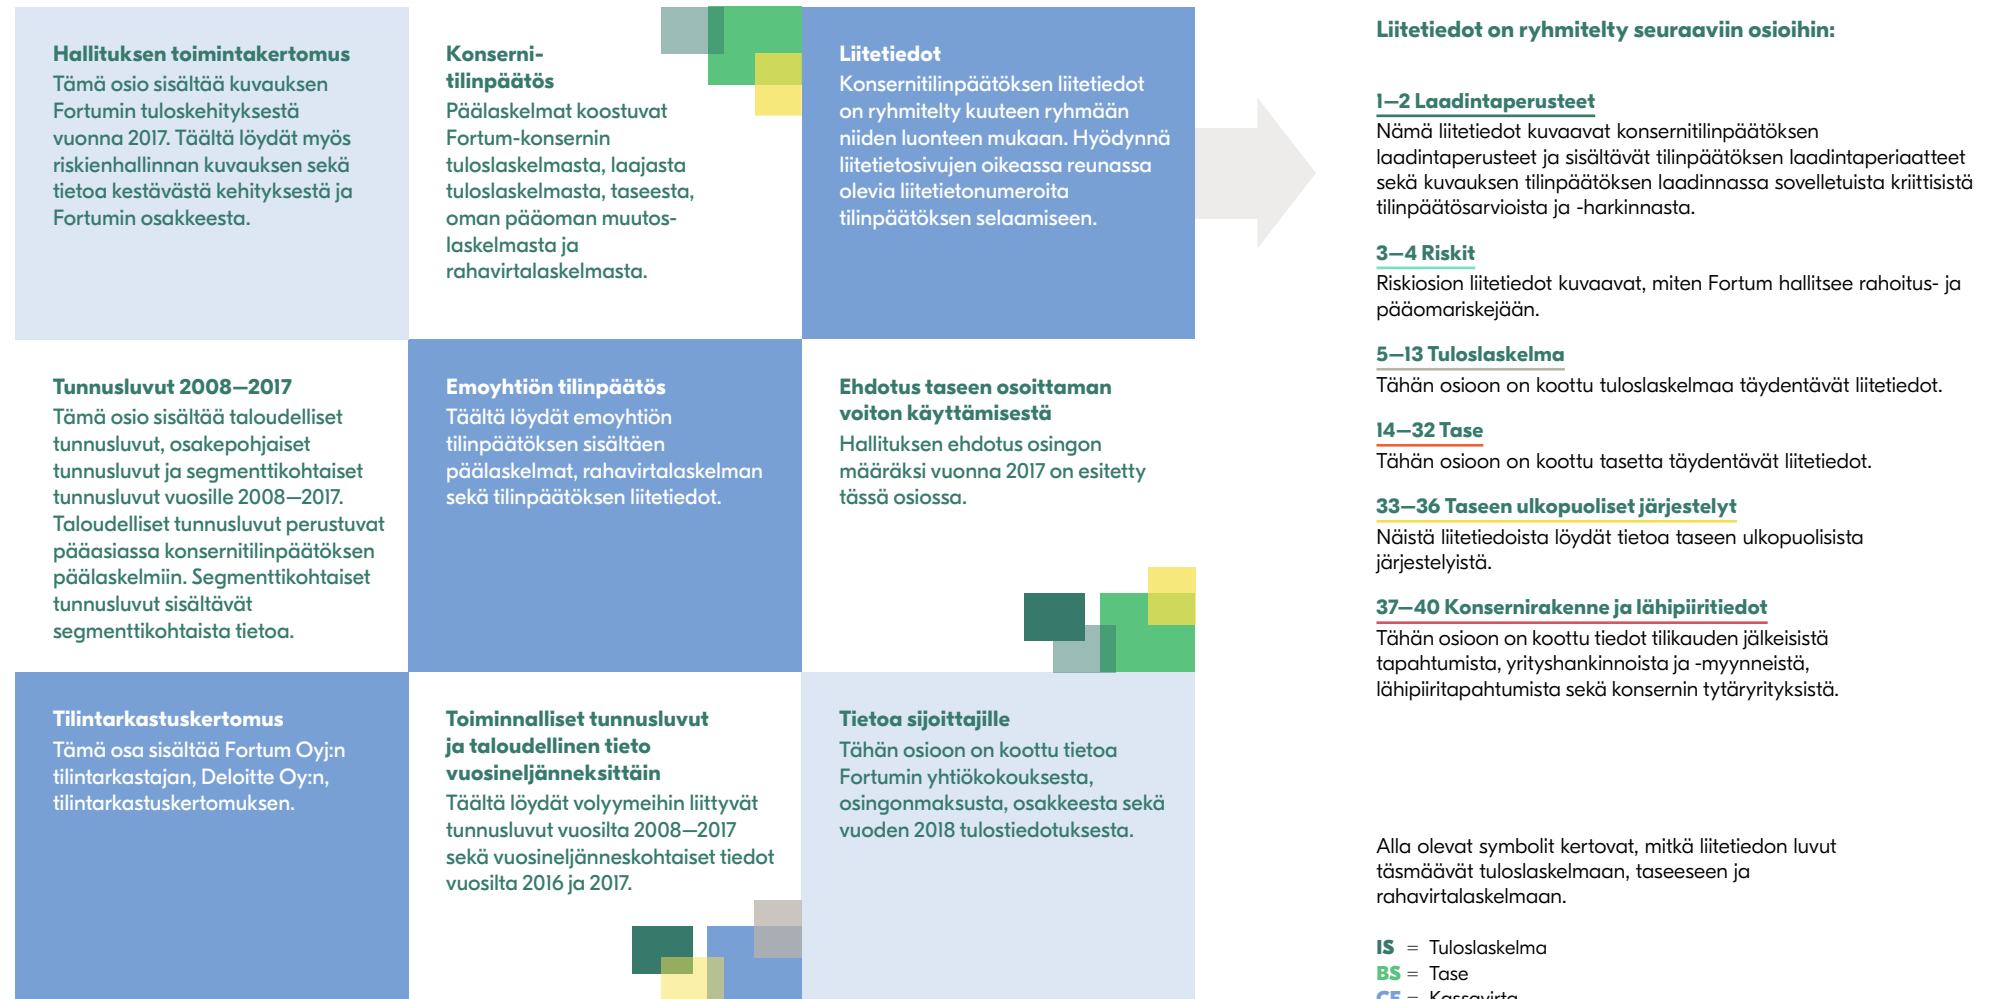 Hallituksen toimintakertomus
Tämä osio sisältää kuvauksen
Fortumin tuloskehityksestä
vuonna 2017. Täältä löydät myös
riskienhallinnan kuvauksen sekä
tietoa kestävästä kehityksestä ja
Fortumin osakkeesta.
Konserni-
tilinpäätös
Päälaskelmat koostuvat
Fortum-konsernin
tuloslaskelmasta, laajasta
tuloslaskelmasta, taseesta,
oman pääoman muutos-
laskelmasta ja
rahavirtalaskelmasta.
Liitetiedot
Konsernitilinpäätöksen liitetiedot
on ryhmitelty kuuteen ryhmään
niiden luonteen mukaan. Hyödynnä
liitetietosivujen oikeassa reunassa
olevia liitetietonumeroita
tilinpäätöksen selaamiseen.
Tunnusluvut 2008–2017
Tämä osio sisältää taloudelliset
tunnusluvut, osakepohjaiset
tunnusluvut ja segmenttikohtaiset
tunnusluvut vuosille 2008–2017.
Taloudelliset tunnusluvut perustuvat
pääasiassa konsernitilinpäätöksen
päälaskelmiin. Segmenttikohtaiset
tunnusluvut sisältävät
segmenttikohtaista tietoa.
Emoyhtiön tilinpäätös
Täältä löydät emoyhtiön
tilinpäätöksen sisältäen
päälaskelmat, rahavirtalaskelman
sekä tilinpäätöksen liitetiedot.
Ehdotus taseen osoittaman
voiton käyttämisestä
Hallituksen ehdotus osingon
määräksi vuonna 2017 on esitetty
tässä osiossa.
Tilintarkastuskertomus
Tämä osa sisältää Fortum Oyj:n
tilintarkastajan, Deloitte Oy:n,
tilintarkastuskertomuksen.
Toiminnalliset tunnusluvut
ja taloudellinen tieto
vuosineljänneksittäin
Täältä löydät volyymeihin liittyvät
tunnusluvut vuosilta 2008–2017
sekä vuosineljänneskohtaiset tiedot
vuosilta 2016 ja 2017.
Tietoa sijoittajille
Tähän osioon on koottu tietoa
Fortumin yhtiökokouksesta,
osingonmaksusta, osakkeesta sekä
vuoden 2018 tulostiedotuksesta.
Liitetiedot on ryhmitelty seuraaviin osioihin:
1–2 Laadintaperusteet
Nämä liitetiedot kuvaavat konsernitilinpäätöksen
laadintaperusteet ja sisältävät tilinpäätöksen laadintaperiaatteet
sekä kuvauksen tilinpäätöksen laadinnassa sovelletuista kriittisistä
tilinpäätösarvioista ja -harkinnasta.
3–4 Riskit
Riskiosion liitetiedot kuvaavat, miten Fortum hallitsee rahoitus- ja
pääomariskejään.
5–13 Tuloslaskelma
Tähän osioon on koottu tuloslaskelmaa täydentävät liitetiedot.
14–32 Tase
Tähän osioon on koottu tasetta täydentävät liitetiedot.
33–36 Taseen ulkopuoliset järjestelyt
Näistä liitetiedoista löydät tietoa taseen ulkopuolisista
järjestelyistä.
37–40 Konsernirakenne ja lähipiiritiedot
Tähän osioon on koottu tiedot tilikauden jälkeisistä
tapahtumista, yrityshankinnoista ja -myynneistä,
lähipiiritapahtumista sekä konsernin tytäryrityksistä.
Alla olevat symbolit kertovat, mitkä liitetiedon luvut
täsmäävät tuloslaskelmaan, taseeseen ja
rahavirtalaskelmaan.
IS = Tuloslaskelma
BS = Tase
CF = Kassavirta